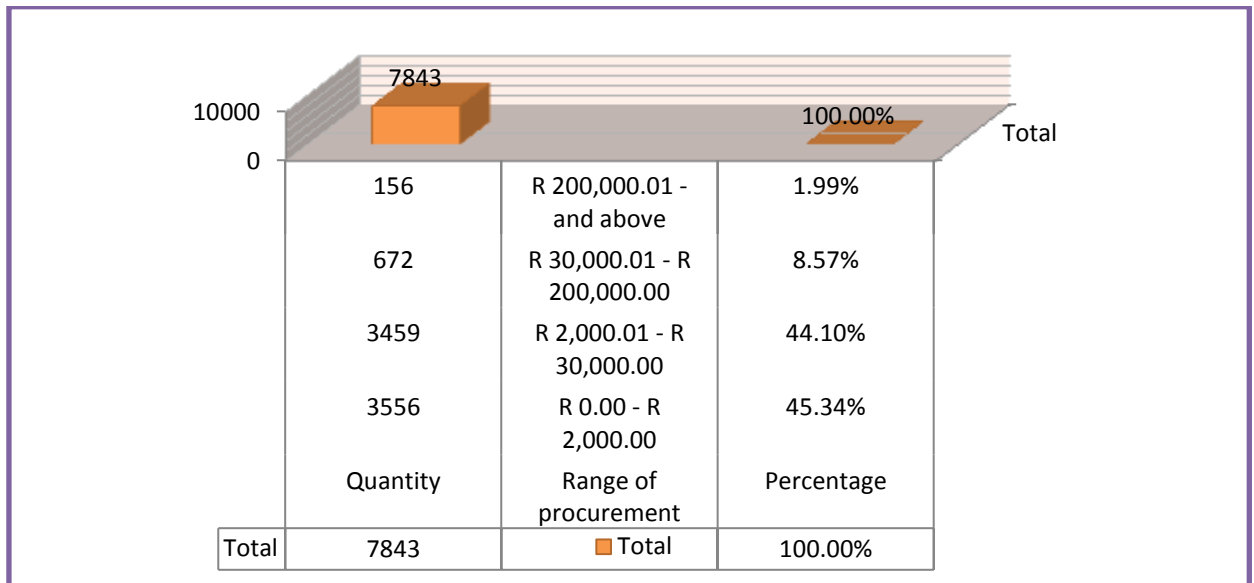 7843
100.00%
10000
Total
0
156 R 200,000.01 - 1.99%
and above
672 R 30,000.01 - R 8.57%
200,000.00
3459 R 2,000.01 - R 44.10%
30,000.00
3556 R 0.00 - R 45.34%
2,000.00
Quantity Range of Percentage
procurement
Total 7843 Total 100.00%